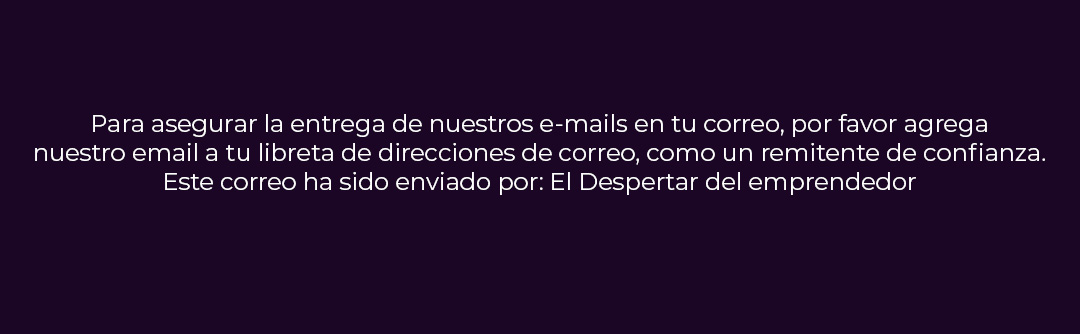 Para asegurar la entrega de nuestros e-mails en tu correo, por favor agrega
nuestro email a tu libreta de direcciones de correo, como un remitente de confianza.
Este correo ha sido enviado por: El Despertar del emprendedor